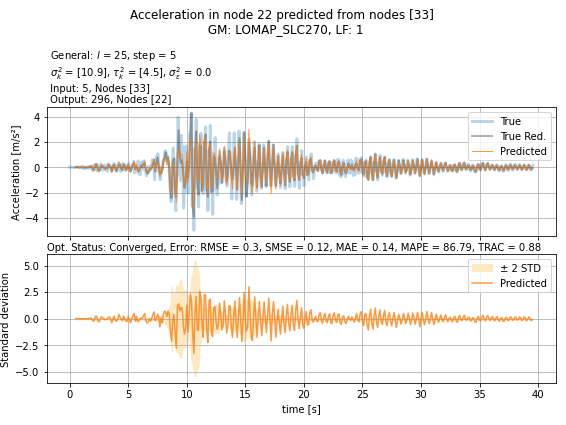 Acceleration in node 22 predicted from nodes [33]
GM: LOMAP_SLC270, LF: 1
General: l = 25, step = 5
σ²ₖ = [10.9], τ²ₖ = [4.5], σ²ε = 0.0
Input: 5, Nodes [33]
Output: 296, Nodes [22]
Acceleration [m/s²]
4
2
0
−2
−4
True
True Red.
Predicted
Opt. Status: Converged, Error: RMSE = 0.3, SMSE = 0.12, MAE = 0.14, MAPE = 86.79, TRAC = 0.88
Standard deviation
5.0
2.5
0.0
−2.5
−5.0
± 2 STD
Predicted
0 5 10 15 20 25 30 35 40
time [s]